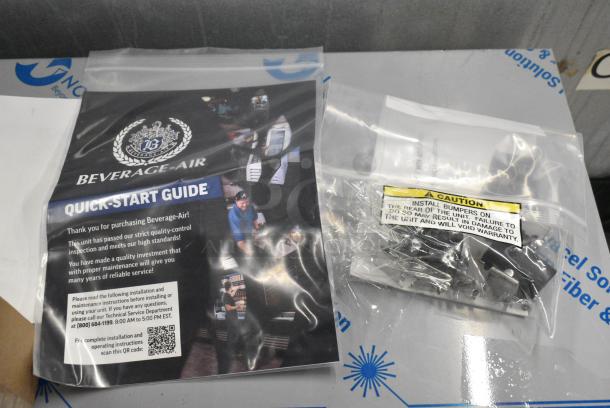 BEVERAGE-AIR
QUICK-START GUIDE
Thank you for purchasing Beverage-Air!
This unit has passed our strict quality-control
inspection and meets our high standards!
You have made a quality investment that
with proper maintenance will give you
many years of reliable service!
Please read the following installation and
maintenance instructions before installing or
using your unit. If you have any questions,
please call our Technical Service Department
at (800) 684-1199. 8:00 AM to 5:00 PM EST.
For complete installation and
operating instructions
scan this QR code:
CAUTION
INSTALL BUMPERS ON
THE REAR OF THE UNIT. FAILURE TO
DO SO MAY RESULT IN DAMAGE TO
THE UNIT AND WILL VOID WARRANTY.
Solution
& C
Fiber &